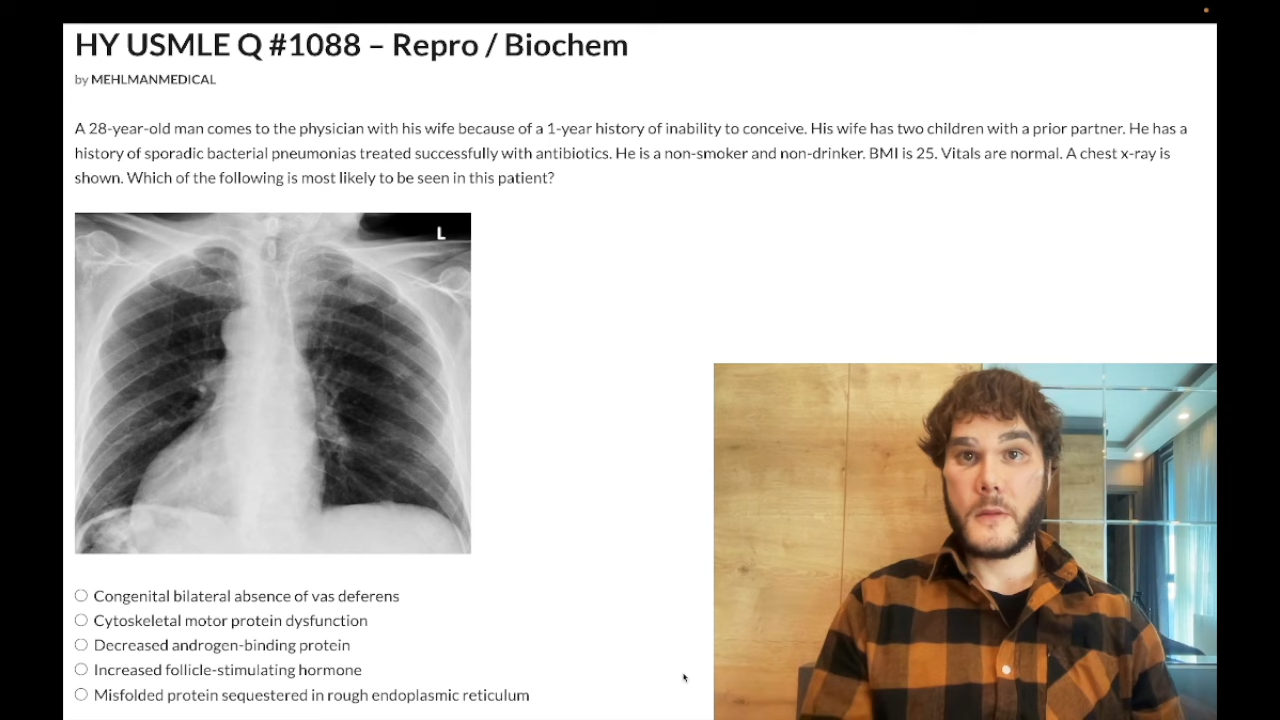 HY USMLE Q #1088 – Repro / Biochem
by MEHLMANMEDICAL
A 28-year-old man comes to the physician with his wife because of a 1-year history of inability to conceive. His wife has two children with a prior partner. He has a
history of sporadic bacterial pneumonias treated successfully with antibiotics. He is a non-smoker and non-drinker. BMI is 25. Vitals are normal. A chest x-ray is
shown. Which of the following is most likely to be seen in this patient?
L
Congenital bilateral absence of vas deferens
Cytoskeletal motor protein dysfunction
Decreased androgen-binding protein
Increased follicle-stimulating hormone
Misfolded protein sequestered in rough endoplasmic reticulum